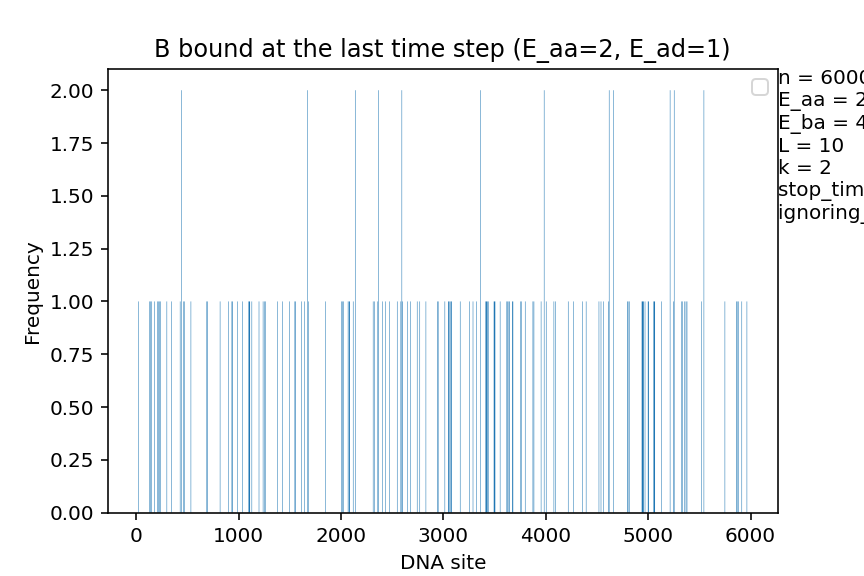 B bound at the last time step (E_aa=2, E_ad=1)
n = 6000
E_aa = 2
E_ba = 4
L = 10
k = 2
stop_tim
ignoring_
2.00
1.75
1.50
1.25
1.00
0.75
0.50
0.25
0.00
Frequency
0 1000 2000 3000 4000 5000 6000
DNA site